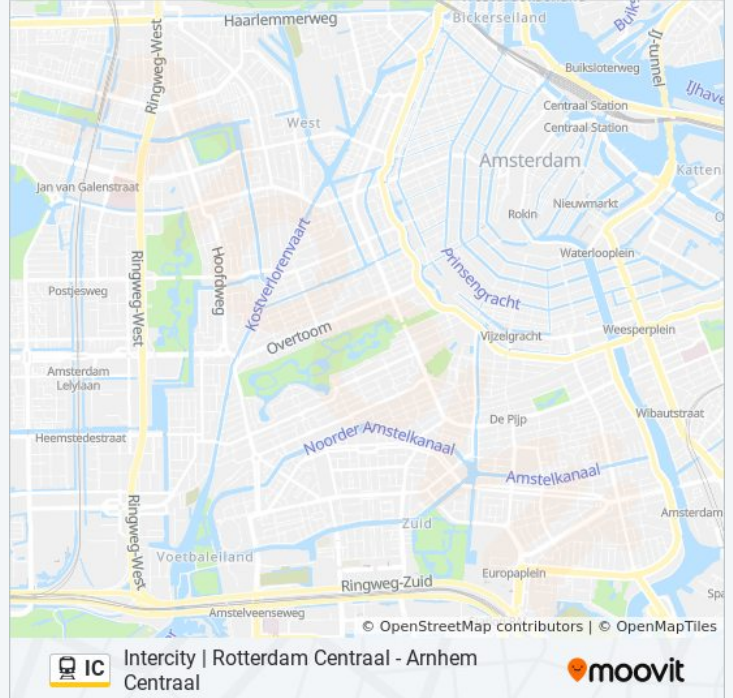 Haarlemmerweg
Bickerseiland
Ringweg-West
IJ-tunnel
Buiksloterweg
Centraal Station
Centraal Station
West
Amsterdam
Jan van Galenstraat
Rokin
Nieuwmarkt
Waterlooplein
Kostverlorenvaart
Prinsengracht
Hoofdweg
Ringweg-West
Postjesweg
Overtoom
Vijzelgracht
Weesperplein
Amsterdam
Lelylaan
Wibautstraat
De Pijp
Heemstedestraat
Noorder Amstelkanaal
Amstelkanaal
Ringweg-West
Zuid
Amsterdam
Voetbaleiland
Europaplein
Ringweg-Zuid
Amstelveenseweg
© OpenStreetMap contributors | © OpenMapTiles
IC
Intercity | Rotterdam Centraal - Arnhem
Centraal
moovit